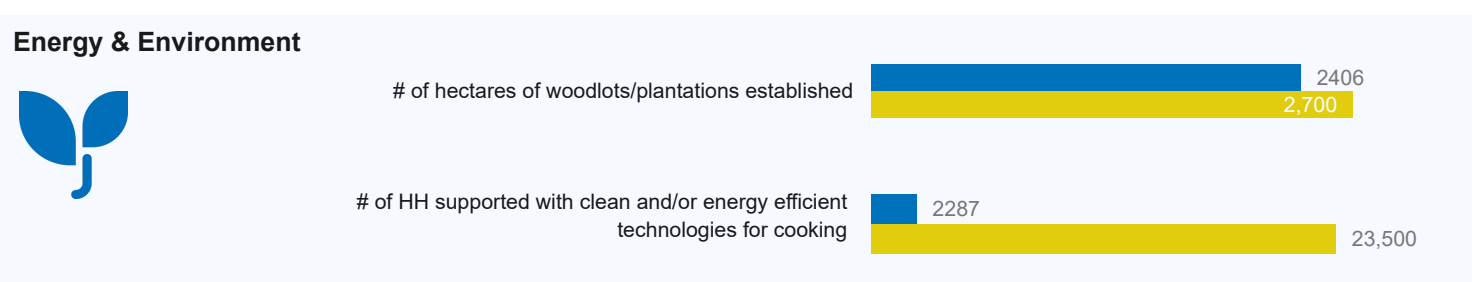 Energy & Environment
# of hectares of woodlots/plantations established
2406
2,700
# of HH supported with clean and/or energy efficient
technologies for cooking
2287
23,500